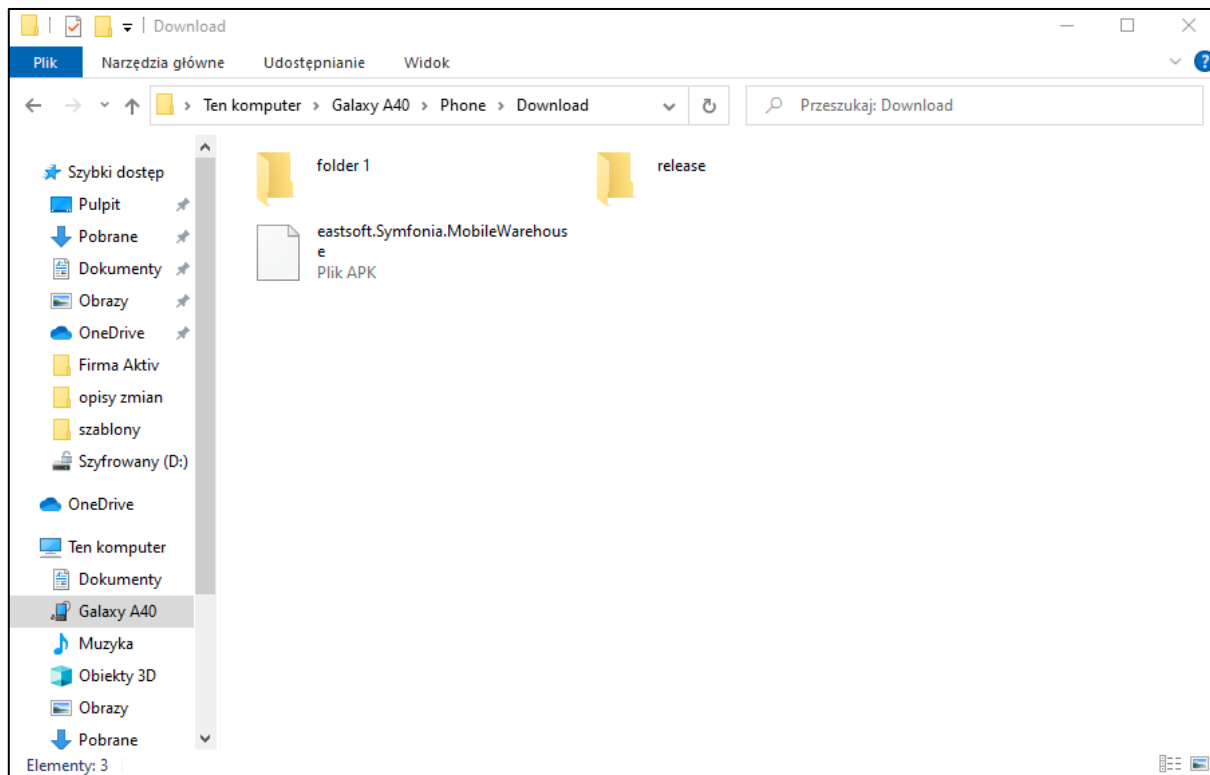 Download
Plik Narzędzia główne Udostępnianie Widok
Ten komputer > Galaxy A40 > Phone > Download
Przeszukaj: Download
Szybki dostęp
Pulpit
Pobrane
Dokumenty
Obrazy
OneDrive
Firma Aktiv
opisy zmian
szablony
Szyfrowany (D:)
OneDrive
Ten komputer
Dokumenty
Galaxy A40
Muzyka
Obiekty 3D
Obrazy
Pobrane
folder 1
release
eastsoft.Symfonia.MobileWarehous
e
Plik APK
Elementy: 3